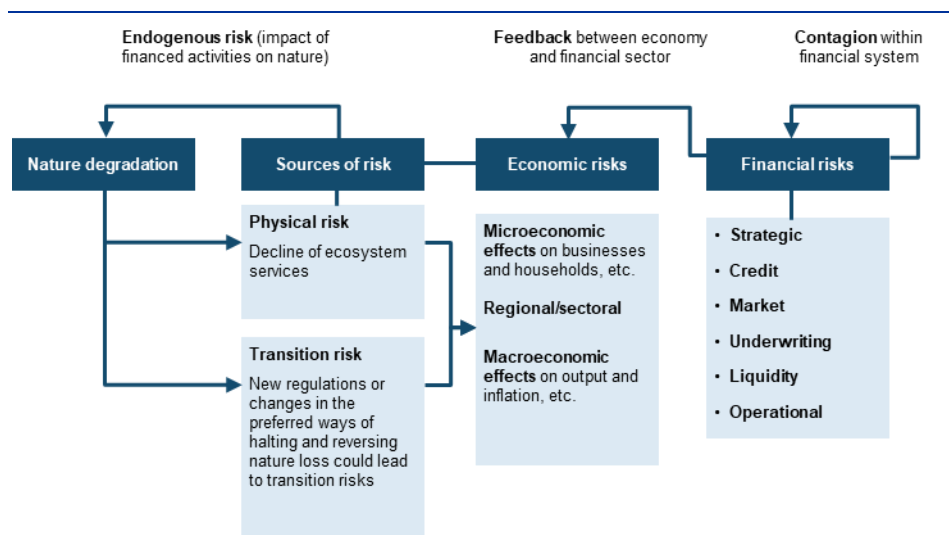 Endogenous risk (impact of
financed activities on nature)
Feedback between economy
and financial sector
Contagion within
financial system
Nature degradation
Sources of risk
Economic risks
Financial risks
Physical risk
Decline of ecosystem
services
Transition risk
New regulations or
changes in the
preferred ways of
halting and reversing
nature loss could lead
to transition risks
Microeconomic
effects on businesses
and households, etc.
Regional/sectoral
Macroeconomic
effects on output and
inflation, etc.
• Strategic
• Credit
• Market
• Underwriting
• Liquidity
• Operational